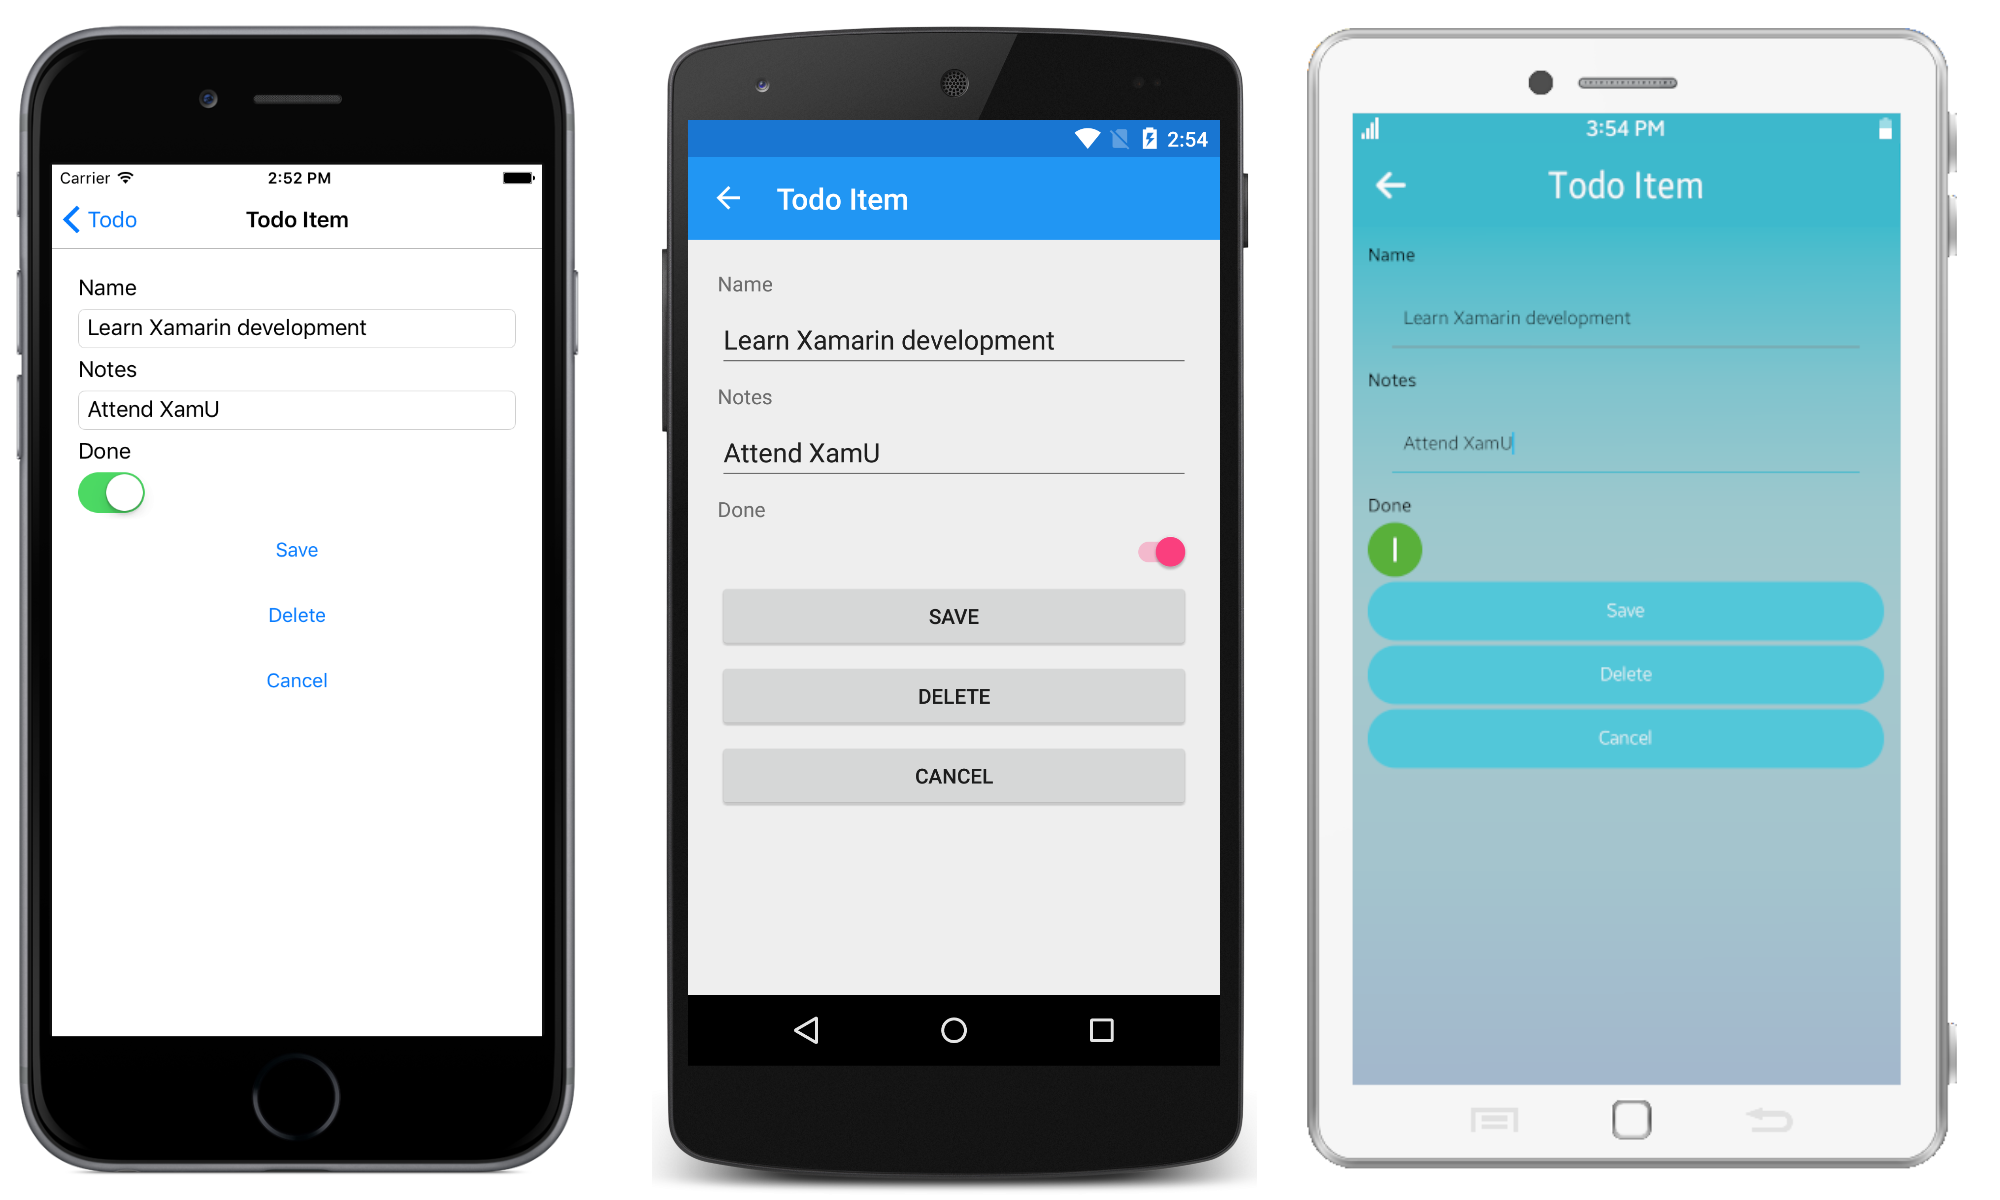 Carrier 2:52 PM
Todo Todo Item
Name
Learn Xamarin development
Notes
Attend XamU
Done
Save
Delete
Cancel
2:54
Todo Item
Name
Learn Xamarin development
Notes
Attend XamU
Done
SAVE
DELETE
CANCEL
3:54 PM
Todo Item
Name
Learn Xamarin development
Notes
Attend XamU
Done
Save
Delete
Cancel